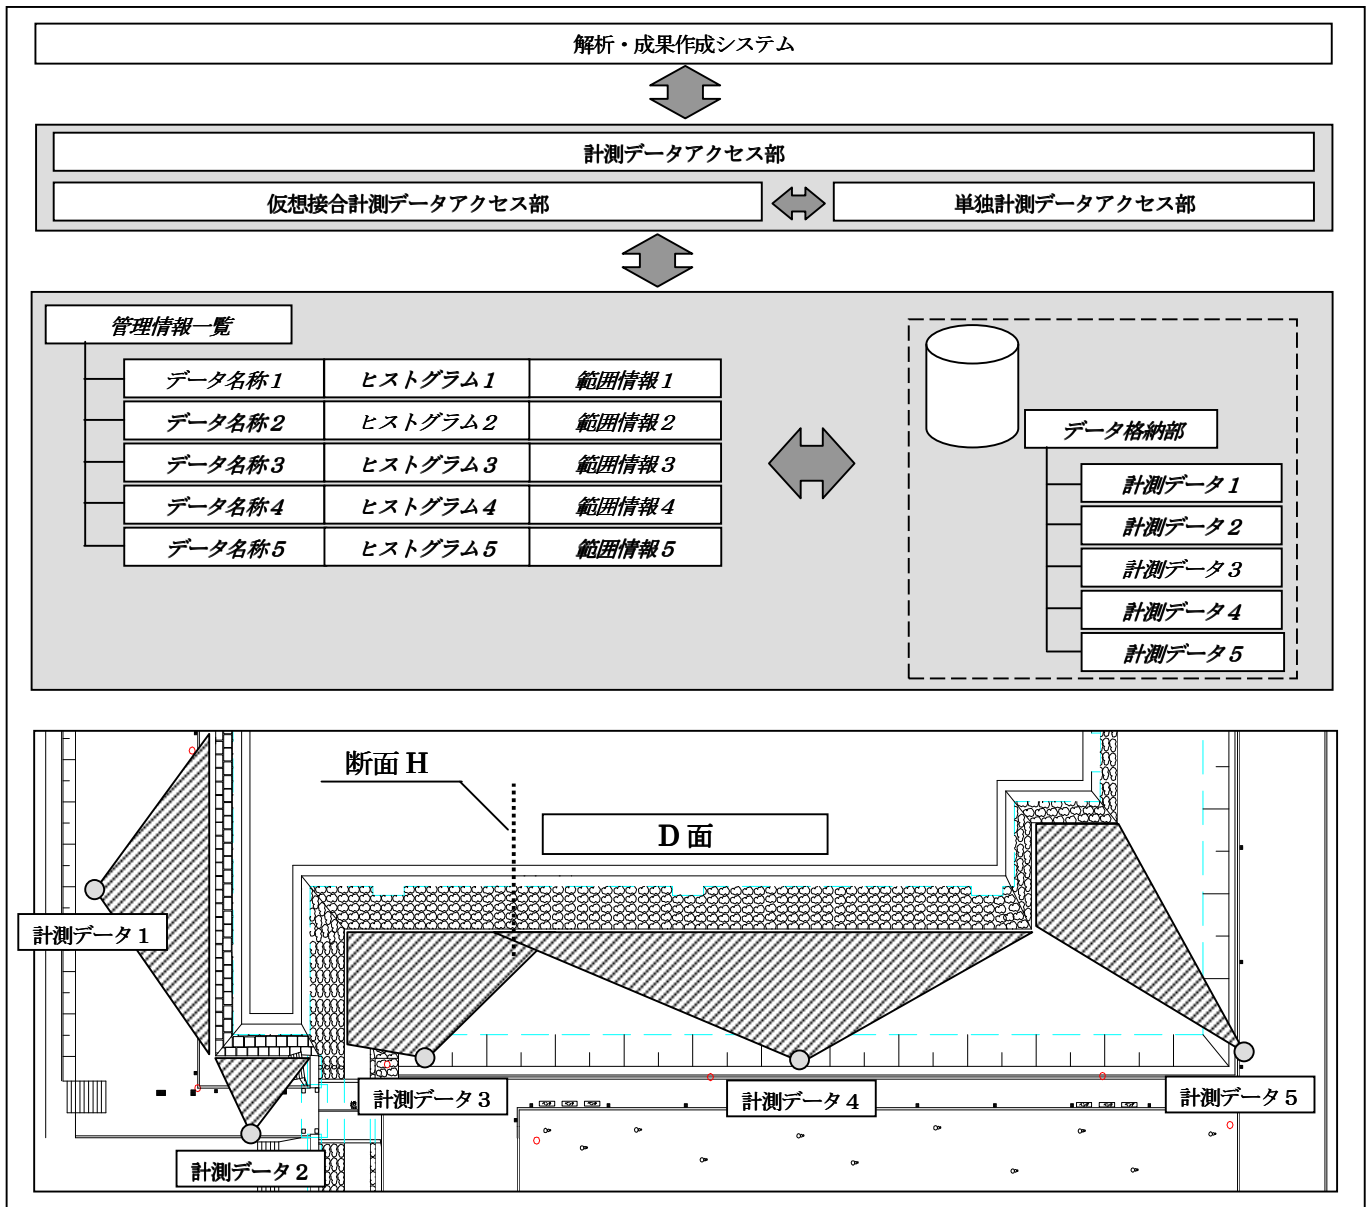 解析・成果作成システム
計測データアクセス部
仮想接合計測データアクセス部
単独計測データアクセス部
管理情報一覧
データ名称１ ヒストグラム１ 範囲情報１
データ名称２ ヒストグラム２ 範囲情報２
データ名称３ ヒストグラム３ 範囲情報３
データ名称４ ヒストグラム４ 範囲情報４
データ名称５ ヒストグラム５ 範囲情報５
データ格納部
計測データ１
計測データ２
計測データ３
計測データ４
計測データ５
断面 H
D 面
計測データ１
計測データ２
計測データ３
計測データ４
計測データ５